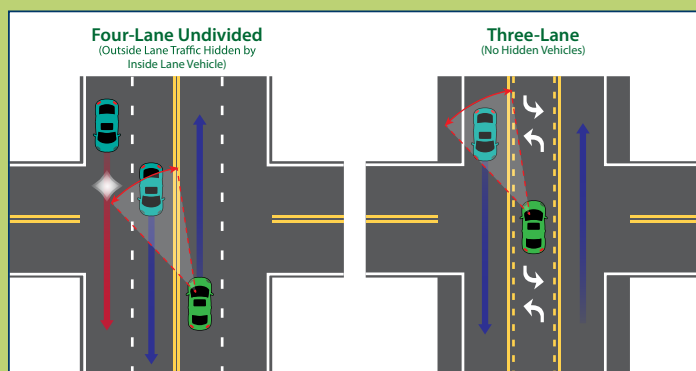 Four-Lane Undivided
(Outside Lane Traffic Hidden by
Inside Lane Vehicle)
Three-Lane
(No Hidden Vehicles)